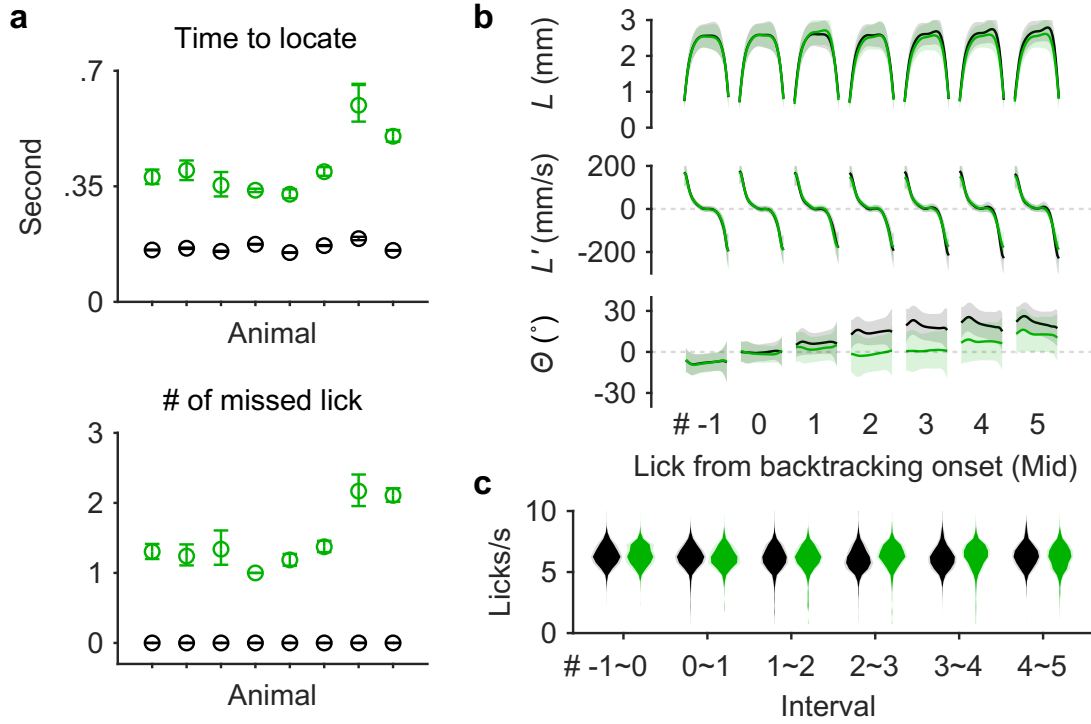 a
Time to locate
.7
.35
0
Second
Animal
# of missed lick
3
2
1
0
Animal
b
3
2
1
0
L (mm)
200
0
-200
L' (mm/s)
30
0
-30
Θ (°)
# -1 0 1 2 3 4 5
Lick from backtracking onset (Mid)
c
10
5
0
Licks/s
# -1~0 0~1 1~2 2~3 3~4 4~5
Interval